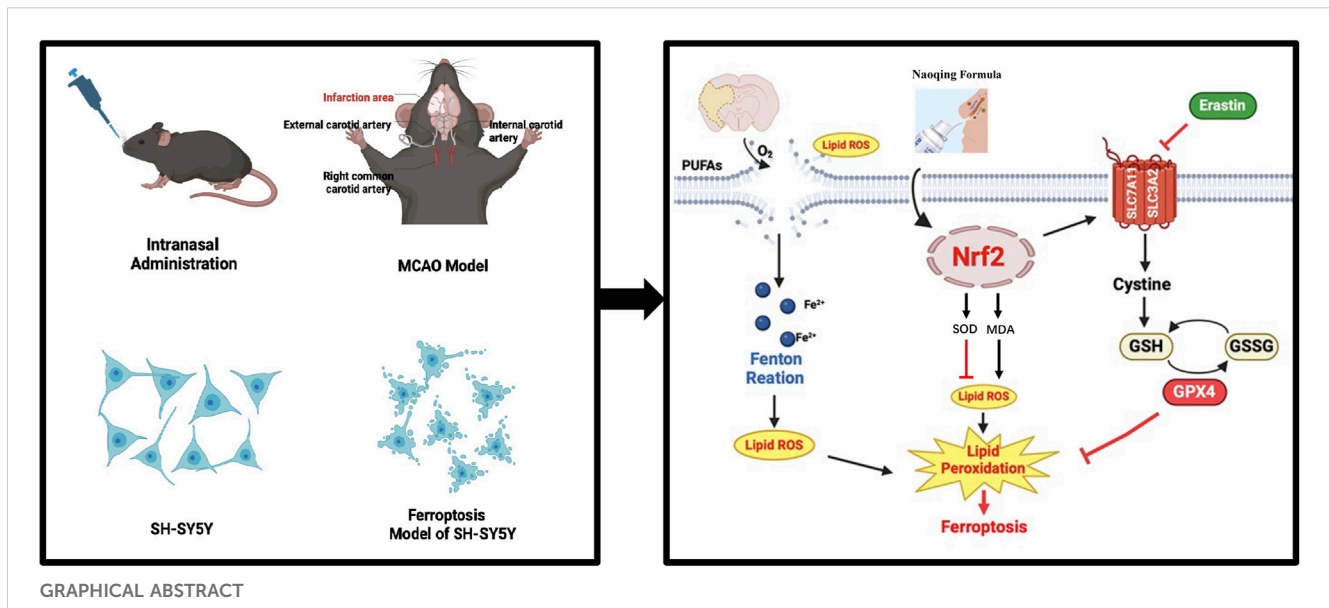 Infarction area
External carotid artery
Internal carotid
artery
Right common
carotid artery
Intranasal
Administration
MCAO Model
SH-SY5Y
Ferroptosis
Model of SH-SY5Y
Naoqing Formula
Erastin
O2
Lipid ROS
PUFAs
SLC7A11
SLC3A2
Nrf2
Cystine
Fe2+
Fe2+
SOD
MDA
Fenton
Reation
GSH
GSSG
GPX4
Lipid ROS
Lipid ROS
Lipid
Peroxidation
Ferroptosis
GRAPHICAL ABSTRACT